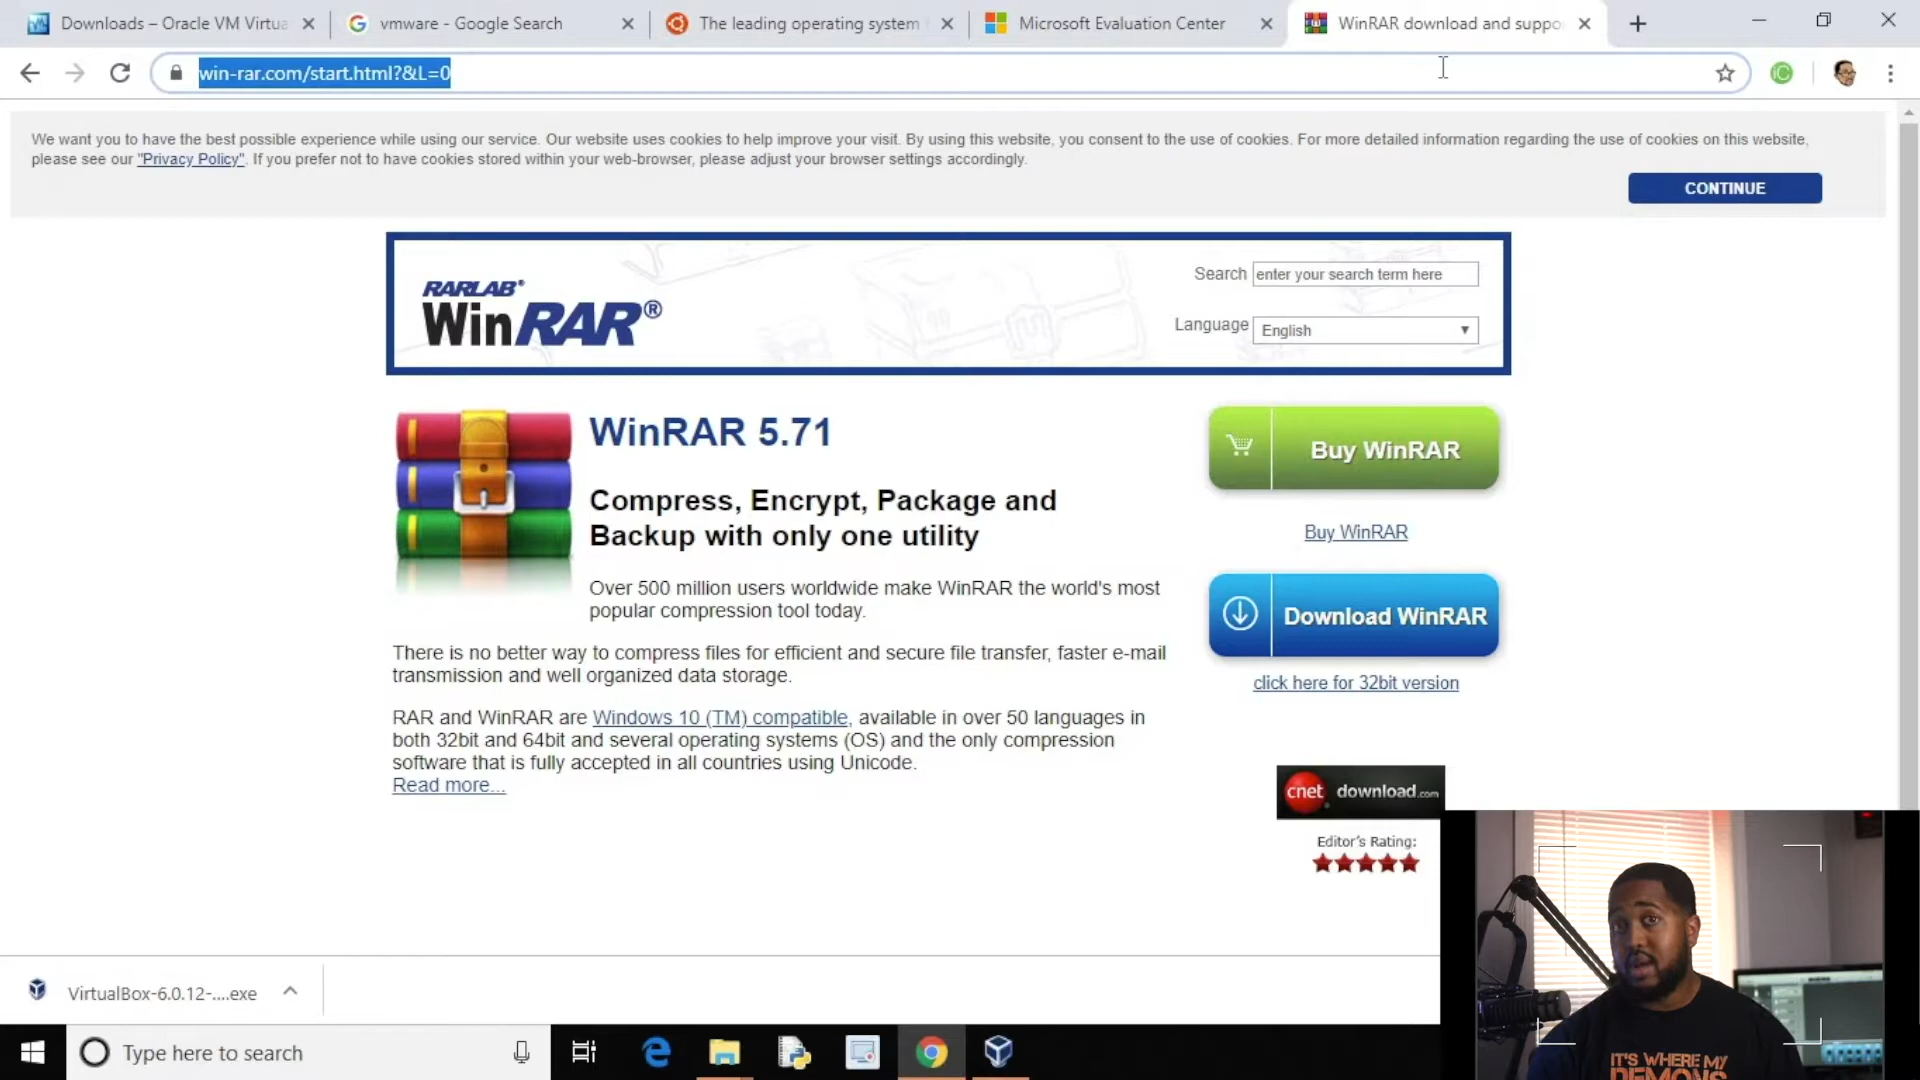 Downloads – Oracle VM Virtua
vmware - Google Search
The leading operating system
Microsoft Evaluation Center
WinRAR download and suppo
win-rar.com/start.html?&L=0
iC
We want you to have the best possible experience while using our service. Our website uses cookies to help improve your visit. By using this website, you consent to the use of cookies. For more detailed information regarding the use of cookies on this website,
please see our "Privacy Policy". If you prefer not to have cookies stored within your web-browser, please adjust your browser settings accordingly.
CONTINUE
RARLAB®
WinRAR®
Search enter your search term here
Language English
WinRAR 5.71
Compress, Encrypt, Package and
Backup with only one utility
Over 500 million users worldwide make WinRAR the world's most
popular compression tool today.
There is no better way to compress files for efficient and secure file transfer, faster e-mail
transmission and well organized data storage.
RAR and WinRAR are Windows 10 (TM) compatible, available in over 50 languages in
both 32bit and 64bit and several operating systems (OS) and the only compression
software that is fully accepted in all countries using Unicode.
Read more...
Buy WinRAR
Buy WinRAR
Download WinRAR
click here for 32bit version
cnet download.com
Editor's Rating:
VirtualBox-6.0.12-....exe
Type here to search
IT'S WHERE MY
DEMONS